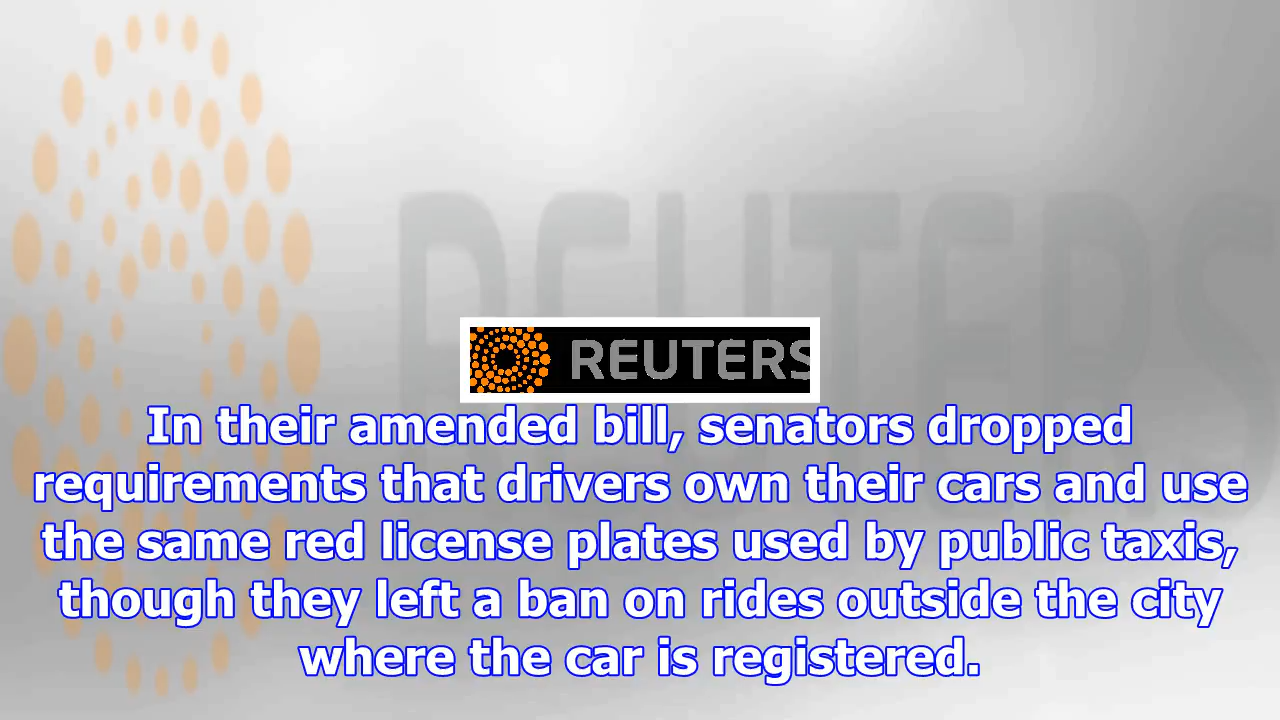 REUTERS
REUTERS
In their amended bill, senators dropped
requirements that drivers own their cars and use
the same red license plates used by public taxis,
though they left a ban on rides outside the city
where the car is registered.